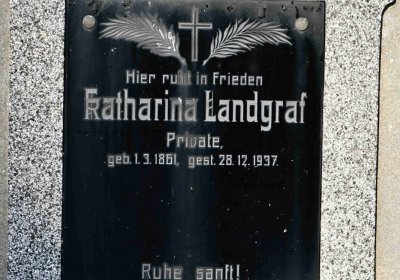 Hier ruht in Frieden
Katharina Landgraf
Private,
geb. 1. 3. 1861, gest. 28. 12. 1937.
Ruhe sanft!